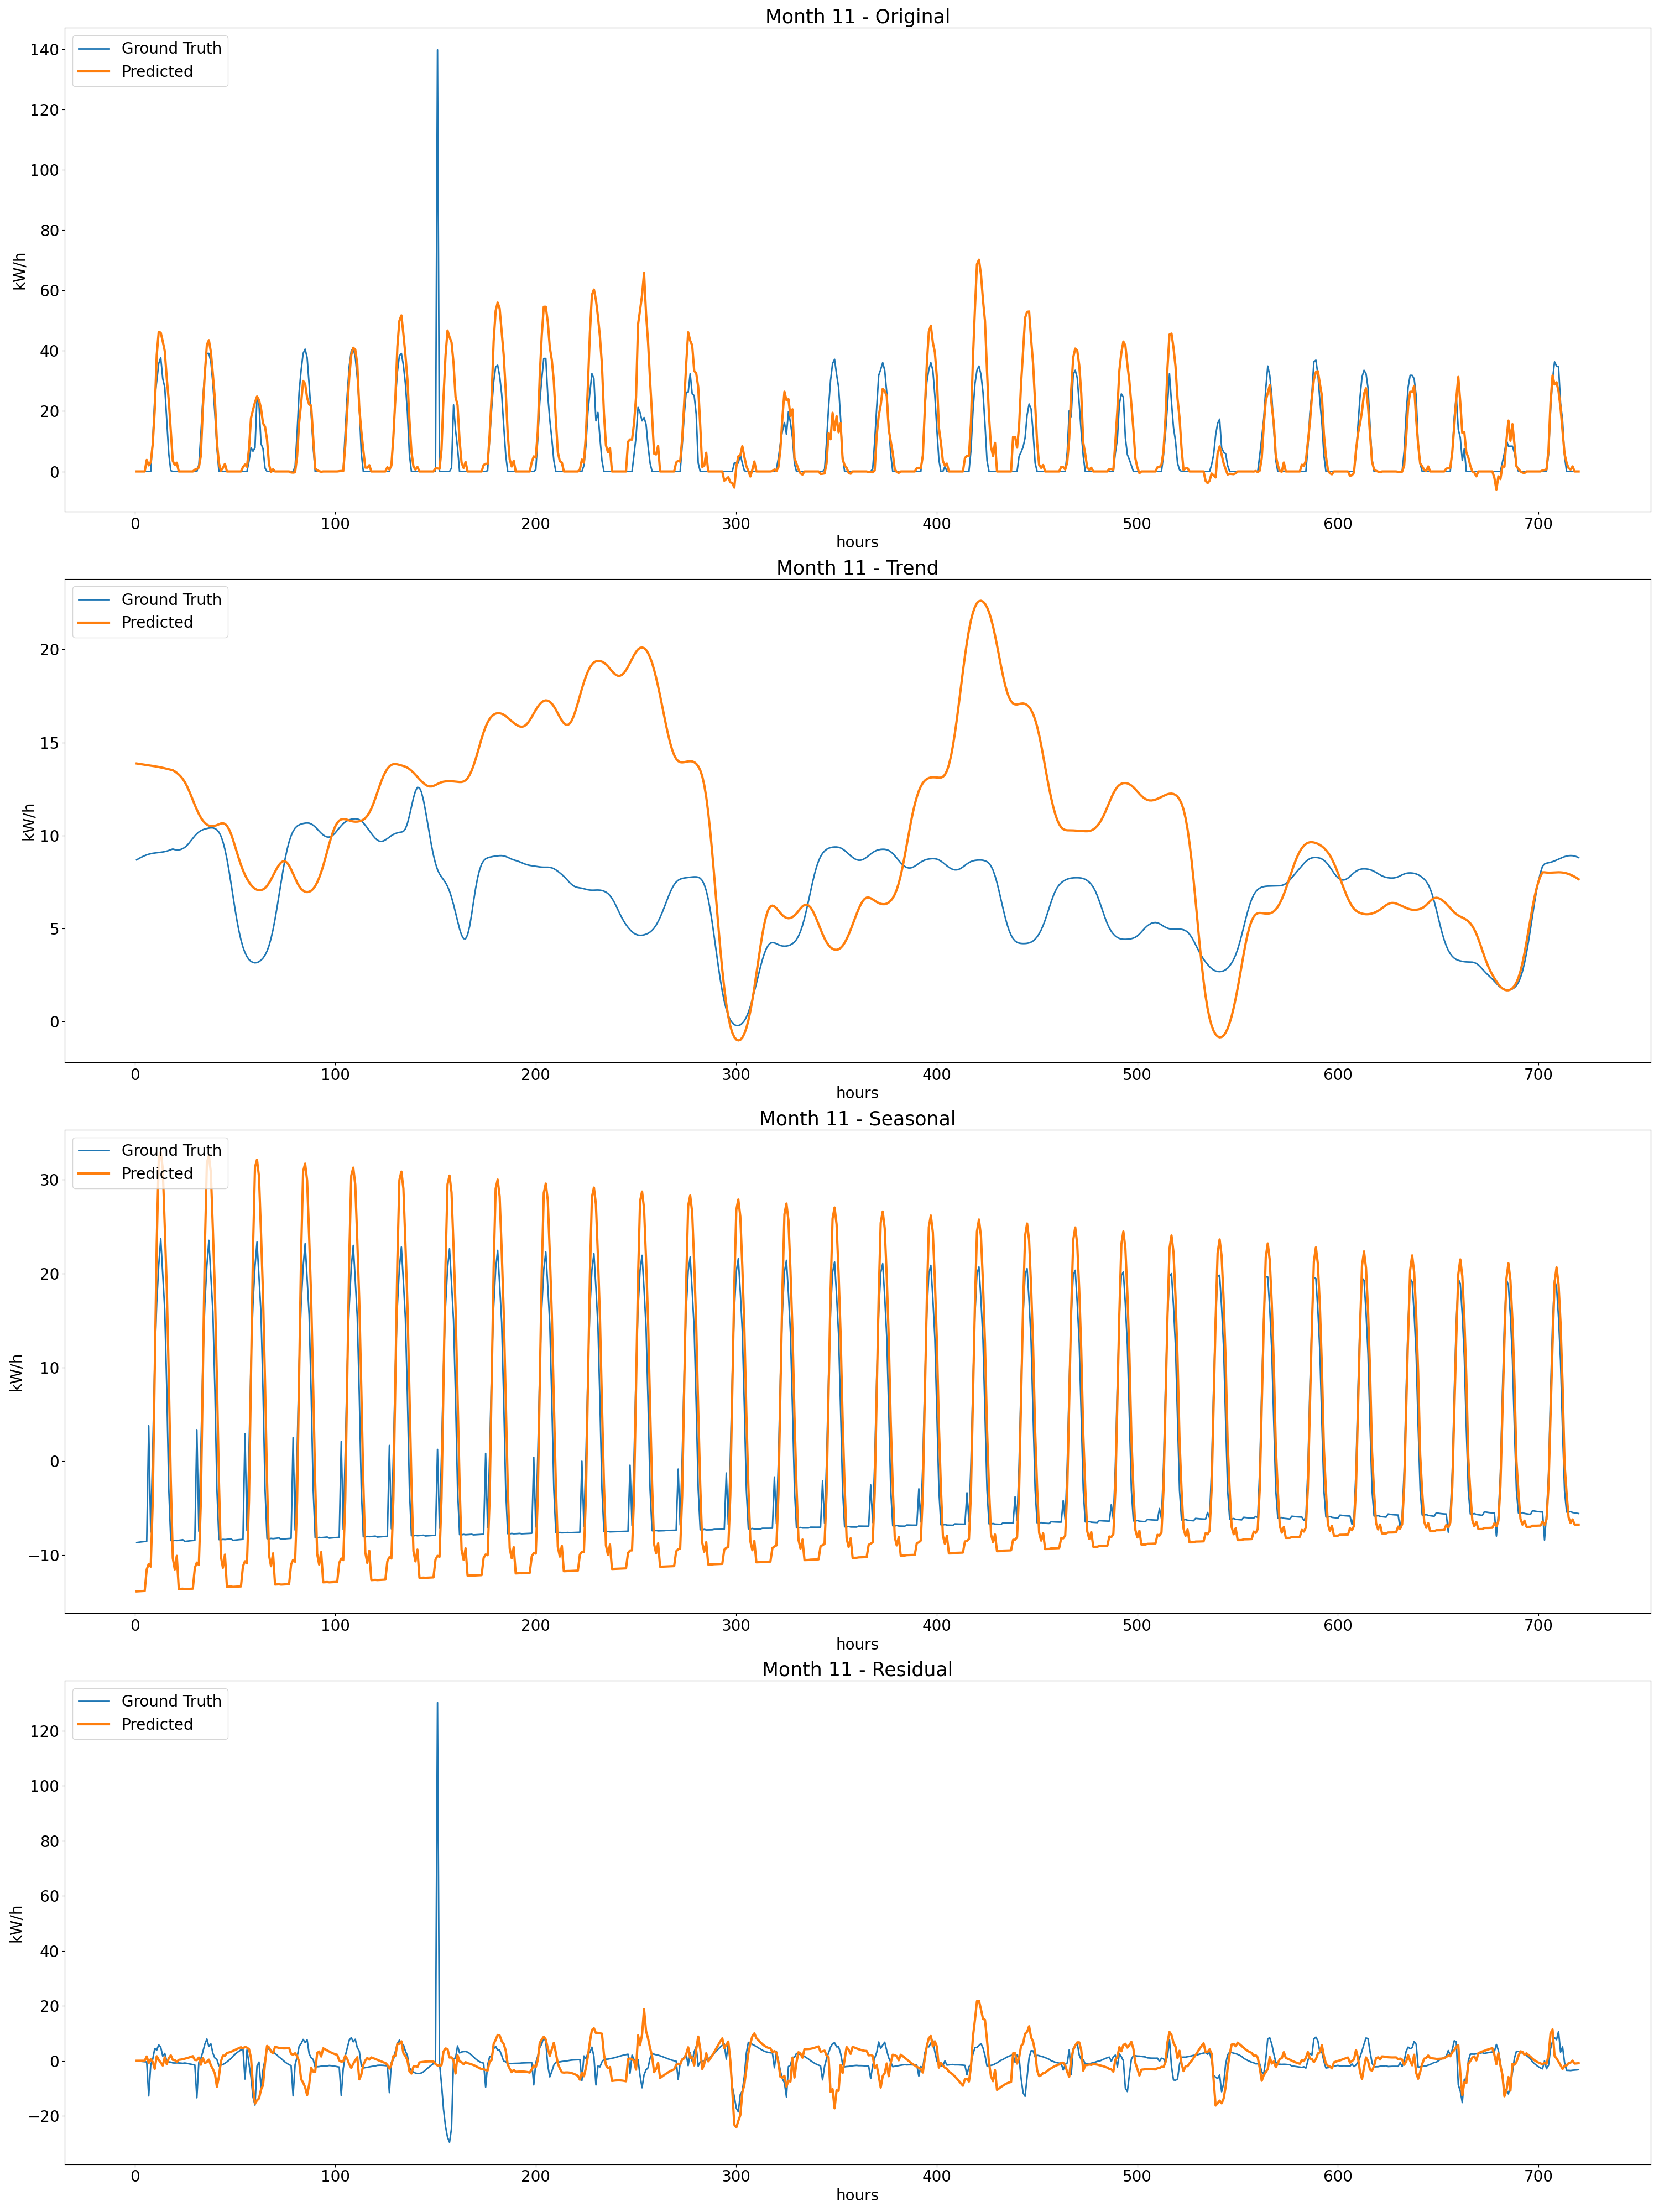 Month 11 - Original
Ground Truth
Predicted
140
120
100
80
60
40
20
0
kW/h
0 100 200 300 400 500 600 700
hours
Month 11 - Trend
Ground Truth
Predicted
20
15
10
5
0
kW/h
0 100 200 300 400 500 600 700
hours
Month 11 - Seasonal
Ground Truth
Predicted
30
20
10
0
−10
kW/h
0 100 200 300 400 500 600 700
hours
Month 11 - Residual
Ground Truth
Predicted
120
100
80
60
40
20
0
−20
kW/h
0 100 200 300 400 500 600 700
hours